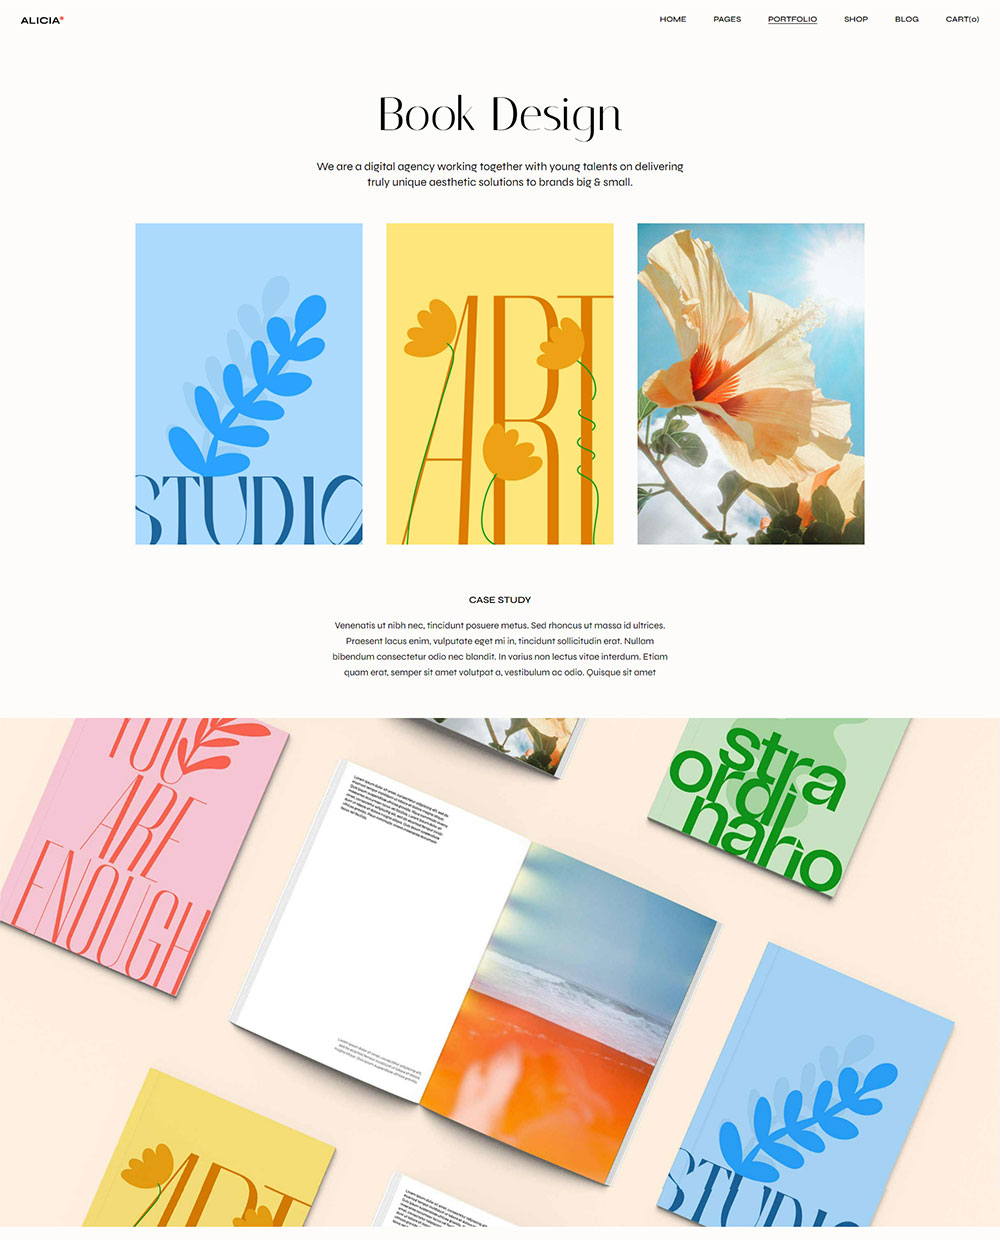 ALICIA*
HOME PAGES PORTFOLIO SHOP BLOG CART(0)
Book Design
We are a digital agency working together with young talents on delivering
truly unique aesthetic solutions to brands big & small.
STUDIO
ART
CASE STUDY
Venenatis ut nibh nec, tincidunt posuere metus. Sed rhoncus ut massa id ultrices.
Praesent lacus enim, vulputate eget mi in, tincidunt sollicitudin erat. Nullam
bibendum consectetur odio nec blandit. In varius non lectus vitae interdum. Etiam
quam erat, semper sit amet volutpat a, vestibulum ac odio. Quisque sit amet
YOU
ARE
ENOUGH
stra
ordi
nario
ART
STUDIO